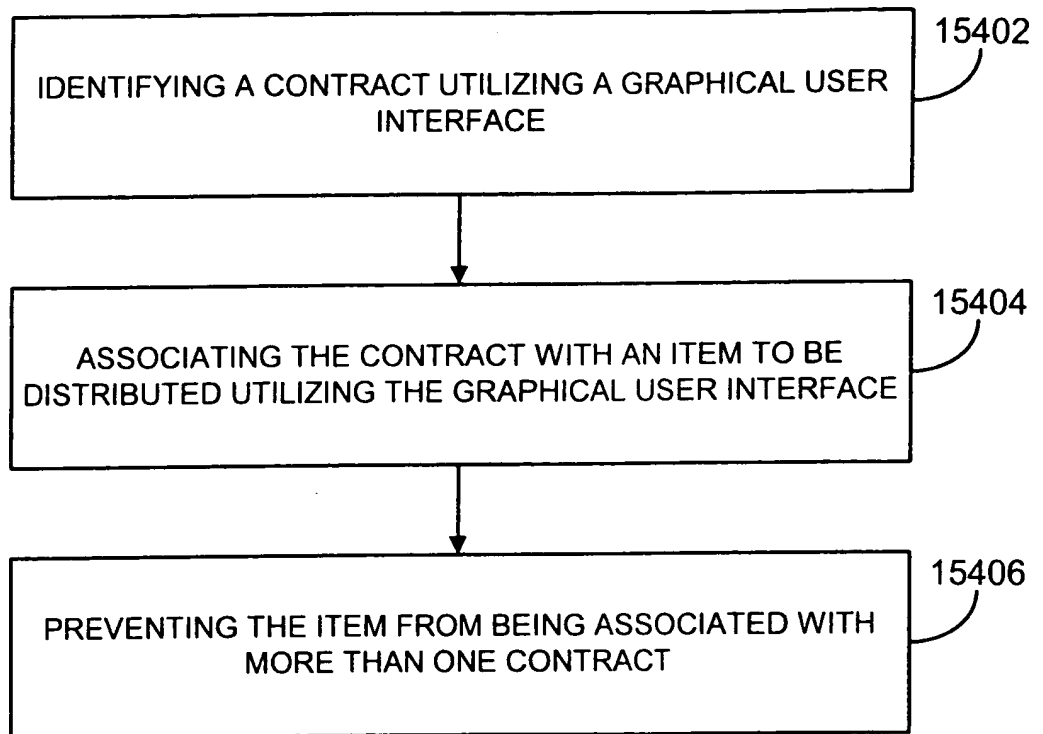 15402
IDENTIFYING A CONTRACT UTILIZING A GRAPHICAL USER
INTERFACE
15404
ASSOCIATING THE CONTRACT WITH AN ITEM TO BE
DISTRIBUTED UTILIZING THE GRAPHICAL USER INTERFACE
15406
PREVENTING THE ITEM FROM BEING ASSOCIATED WITH
MORE THAN ONE CONTRACT